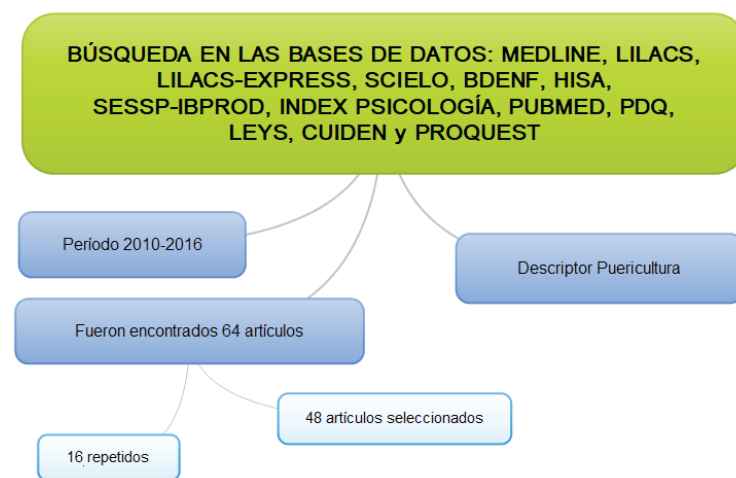 BÚSQUEDA EN LAS BASES DE DATOS: MEDLINE, LILACS,
LILACS-EXPRESS, SCIELO, BDENF, HISA,
SESSP-IBPROD, INDEX PSICOLOGÍA, PUBMED, PDQ,
LEYS, CUIDEN y PROQUEST
Período 2010-2016
Descriptor Puericultura
Fueron encontrados 64 artículos
48 artículos seleccionados
16 repetidos